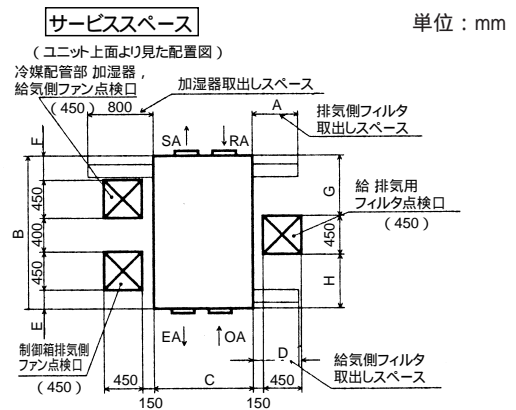 サービススペース
単位：mm
(ユニット上面より見た配置図)
冷媒配管部 加湿器，
給気側ファン点検口
(450)
800
加湿器取出しスペース
A
排気側フィルタ
取出しスペース
SA
RA
F
450
400
450
B
E
G
450
H
給 排気用
フィルタ点検口
(450)
EA
OA
D
制御箱排気側
ファン点検口
(450)
450
C
450
150
150
給気側フィルタ
取出しスペース